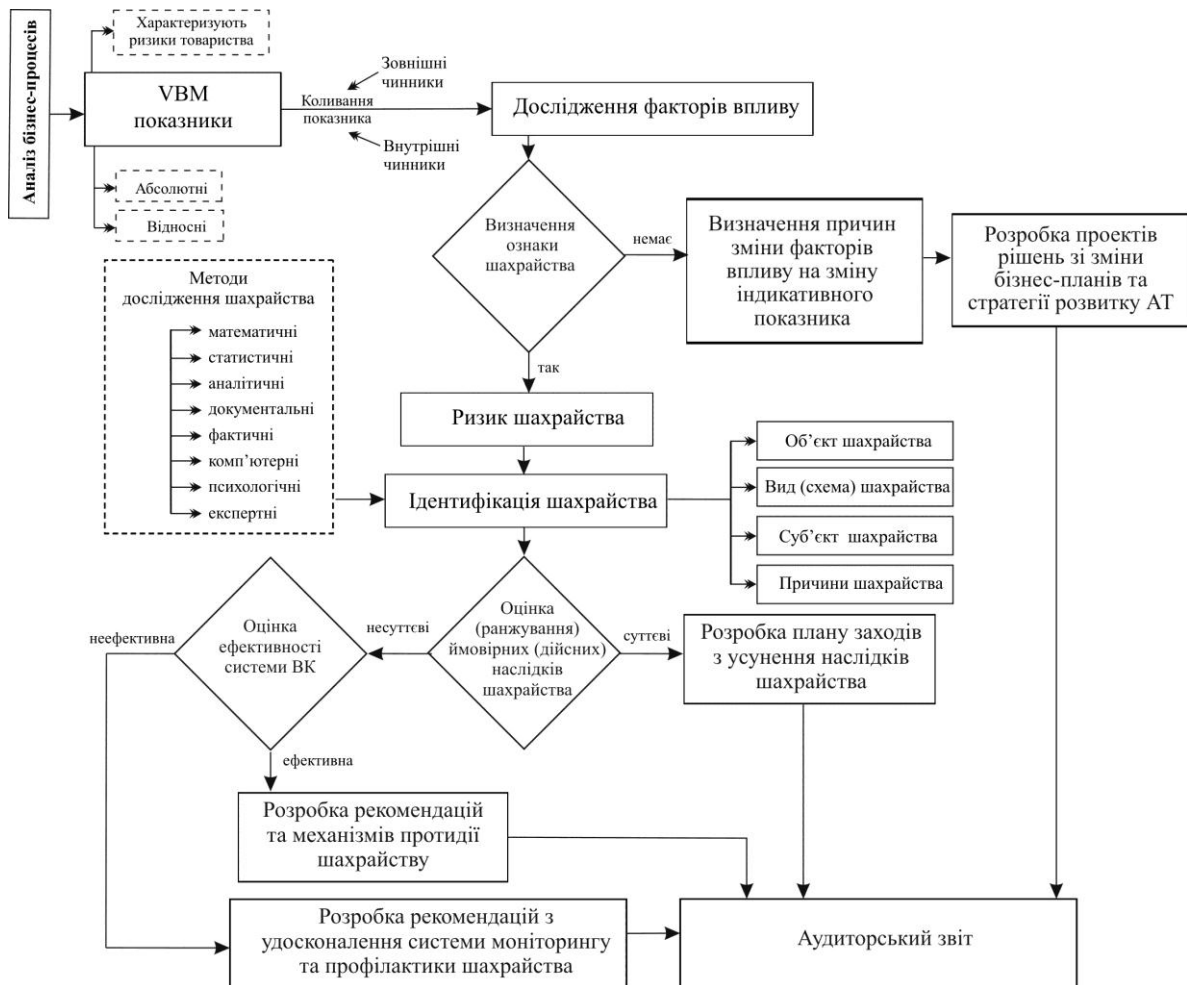 Аналіз бізнес-процесів
Характеризують
ризики товариства
VBM
показники
Абсолютні
Відносні
Зовнішні
чинники
Коливання
показника
Внутрішні
чинники
Дослідження факторів впливу
Визначення
ознаки
шахрайства
немає
Визначення причин
зміни факторів
впливу на зміну
індикативного
показника
Розробка проектів
рішень зі зміни
бізнес-планів та
стратегії розвитку АТ
Методи
дослідження шахрайства
математичні
статистичні
аналітичні
документальні
фактичні
комп’ютерні
психологічні
експертні
так
Ризик шахрайства
Ідентифікація шахрайства
Об’єкт шахрайства
Вид (схема) шахрайства
Суб’єкт шахрайства
Причини шахрайства
неефективна
Оцінка
ефективності
системи ВК
несуттєві
Оцінка
(ранжування)
ймовірних (дійсних)
наслідків
шахрайства
суттєві
Розробка плану заходів
з усунення наслідків
шахрайства
ефективна
Розробка рекомендацій
та механізмів протидії
шахрайству
Розробка рекомендацій з
удосконалення системи моніторингу
та профілактики шахрайства
Аудиторський звіт